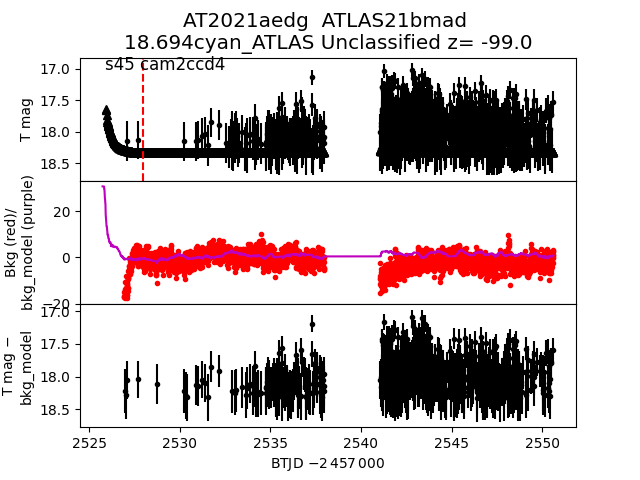 AT2021aedg  ATLAS21bmad
18.694cyan_ATLAS Unclassified z= -99.0
s45 cam2ccd4
17.0
17.5
18.0
18.5
T mag
20
0
−20
Bkg (red)/
bkg_model (purple)
17.0
17.5
18.0
18.5
T mag −
bkg_model
2525 2530 2535 2540 2545 2550
BTJD −2 457 000